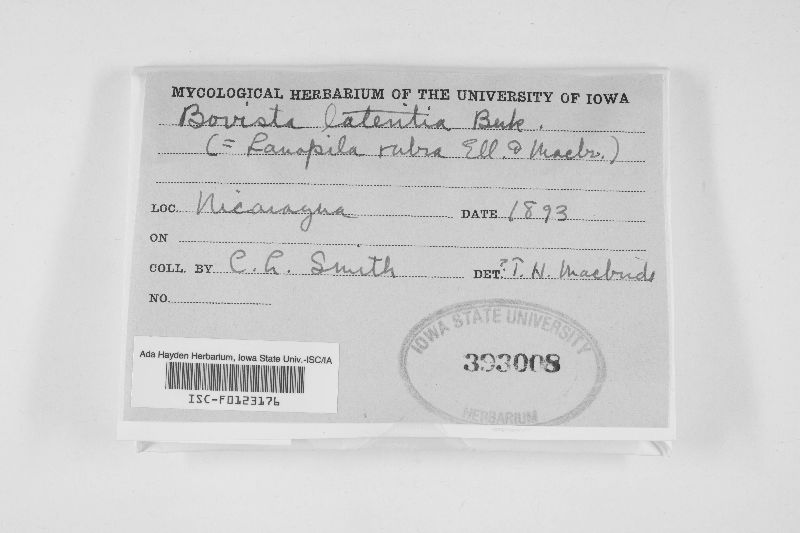 MYCOLOGICAL HERBARIUM OF THE UNIVERSITY OF IOWA
Bovista lateritia Berk.
(= Lanopila rubra Ell. & Macbr.)
LOC. Nicaragua DATE 1893
ON
COLL. BY C. L. Smith DET. ? T. H. Macbride
NO.
IOWA STATE UNIVERSITY
393008
HERBARIUM
Ada Hayden Herbarium, Iowa State Univ.-ISC/IA
ISC-F0123176